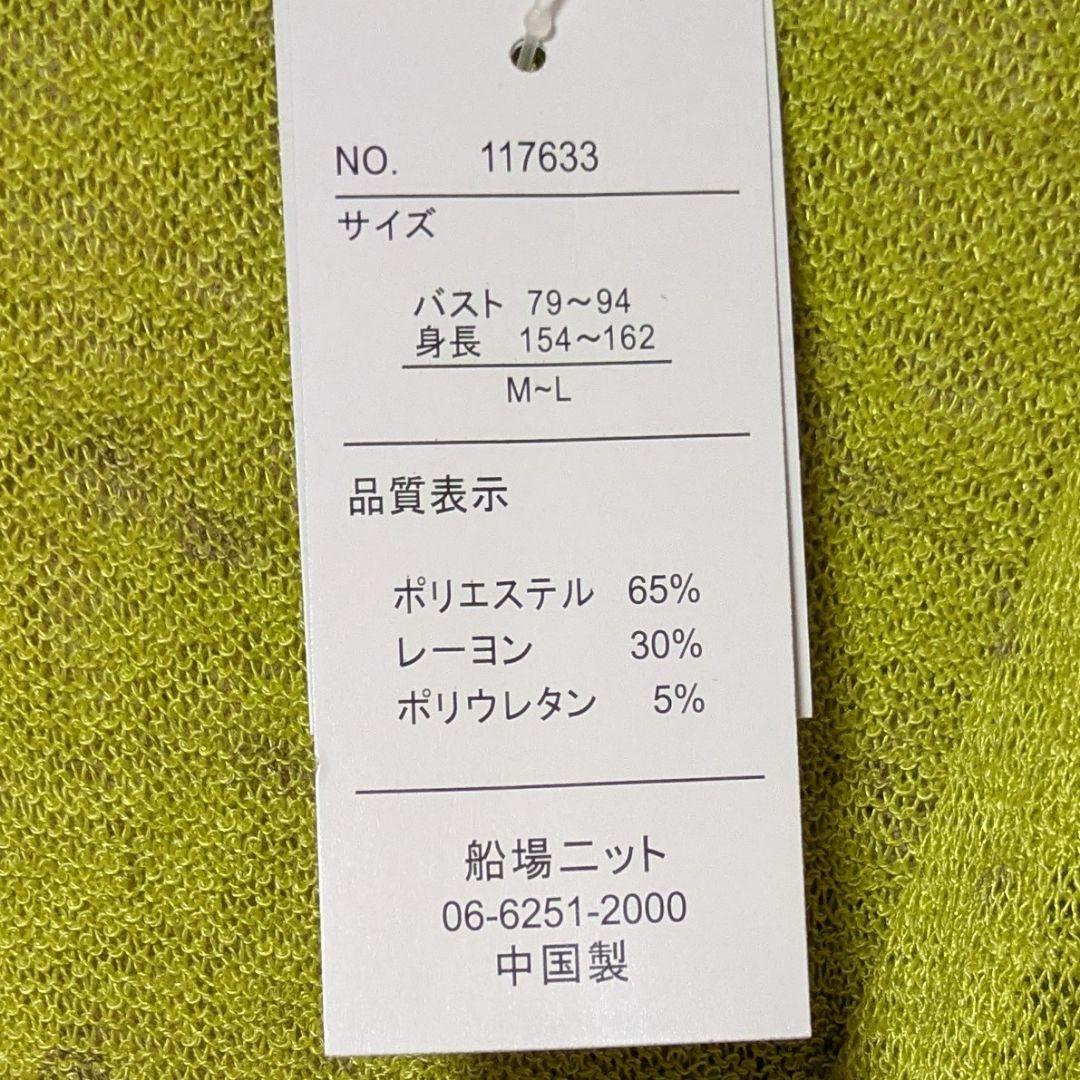 NO. 117633
サイズ
バスト 79～94
身長 154～162
M~L
品質表示
ポリエステル 65%
レーヨン 30%
ポリウレタン 5%
船場ニット
06-6251-2000
中国製